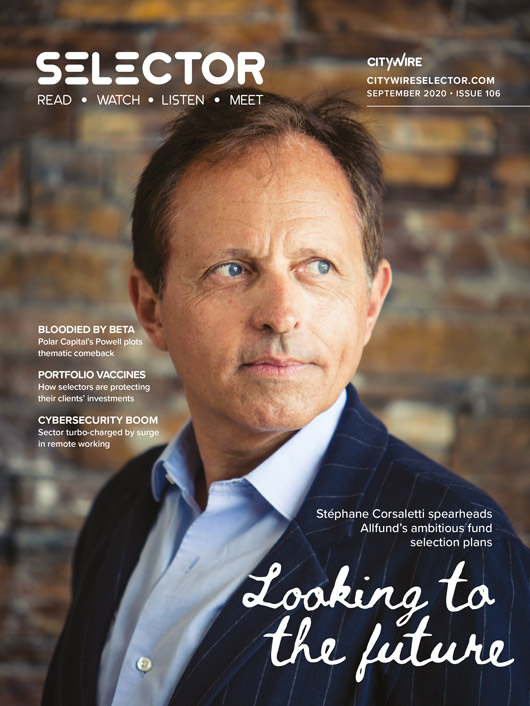 SELECTOR
READ • WATCH • LISTEN • MEET
CITYWIRE
CITYWIRESELECTOR.COM
SEPTEMBER 2020 • ISSUE 106
BLOODIED BY BETA
Polar Capital's Powell plots
thematic comeback
PORTFOLIO VACCINES
How selectors are protecting
their clients' investments
CYBERSECURITY BOOM
Sector turbo-charged by surge
in remote working
Stéphane Corsaletti spearheads
Allfund's ambitious fund
selection plans
Looking to
the future